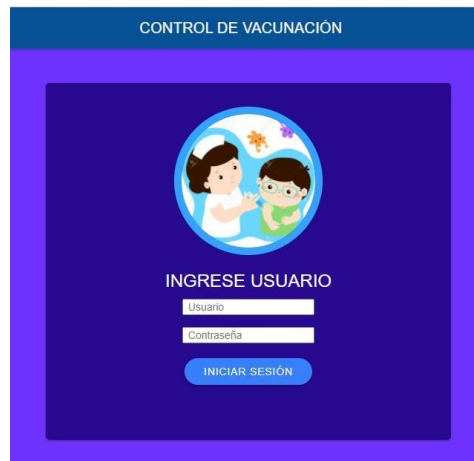 CONTROL DE VACUNACIÓN
INGRESE USUARIO
Usuario
Contraseña
INICIAR SESIÓN